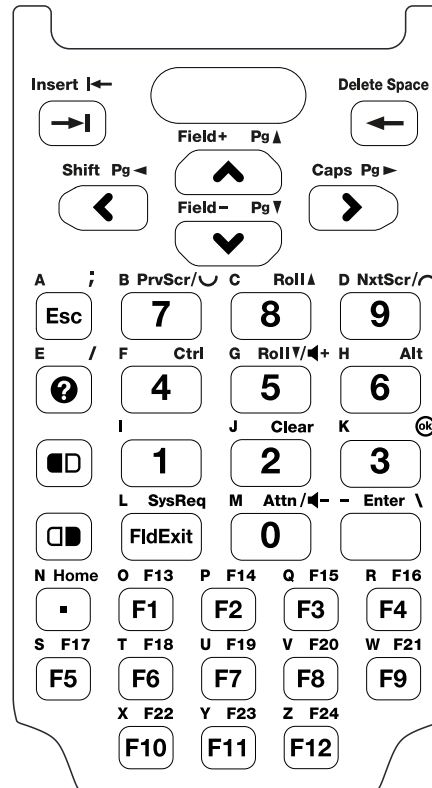 Insert Delete Space
Field+ Pg▲
Shift Pg◄ Caps Pg►
Field– Pg▼
A ; B PrvScr/ C Roll▲ D NxtScr/
Esc 7 8 9
E / F Ctrl G Roll▼/+ H Alt
? 4 5 6
I J Clear K ok
1 2 3
L SysReq M Attn/– – Enter \
FldExit 0
N Home O F13 P F14 Q F15 R F16
. F1 F2 F3 F4
S F17 T F18 U F19 V F20 W F21
F5 F6 F7 F8 F9
X F22 Y F23 Z F24
F10 F11 F12